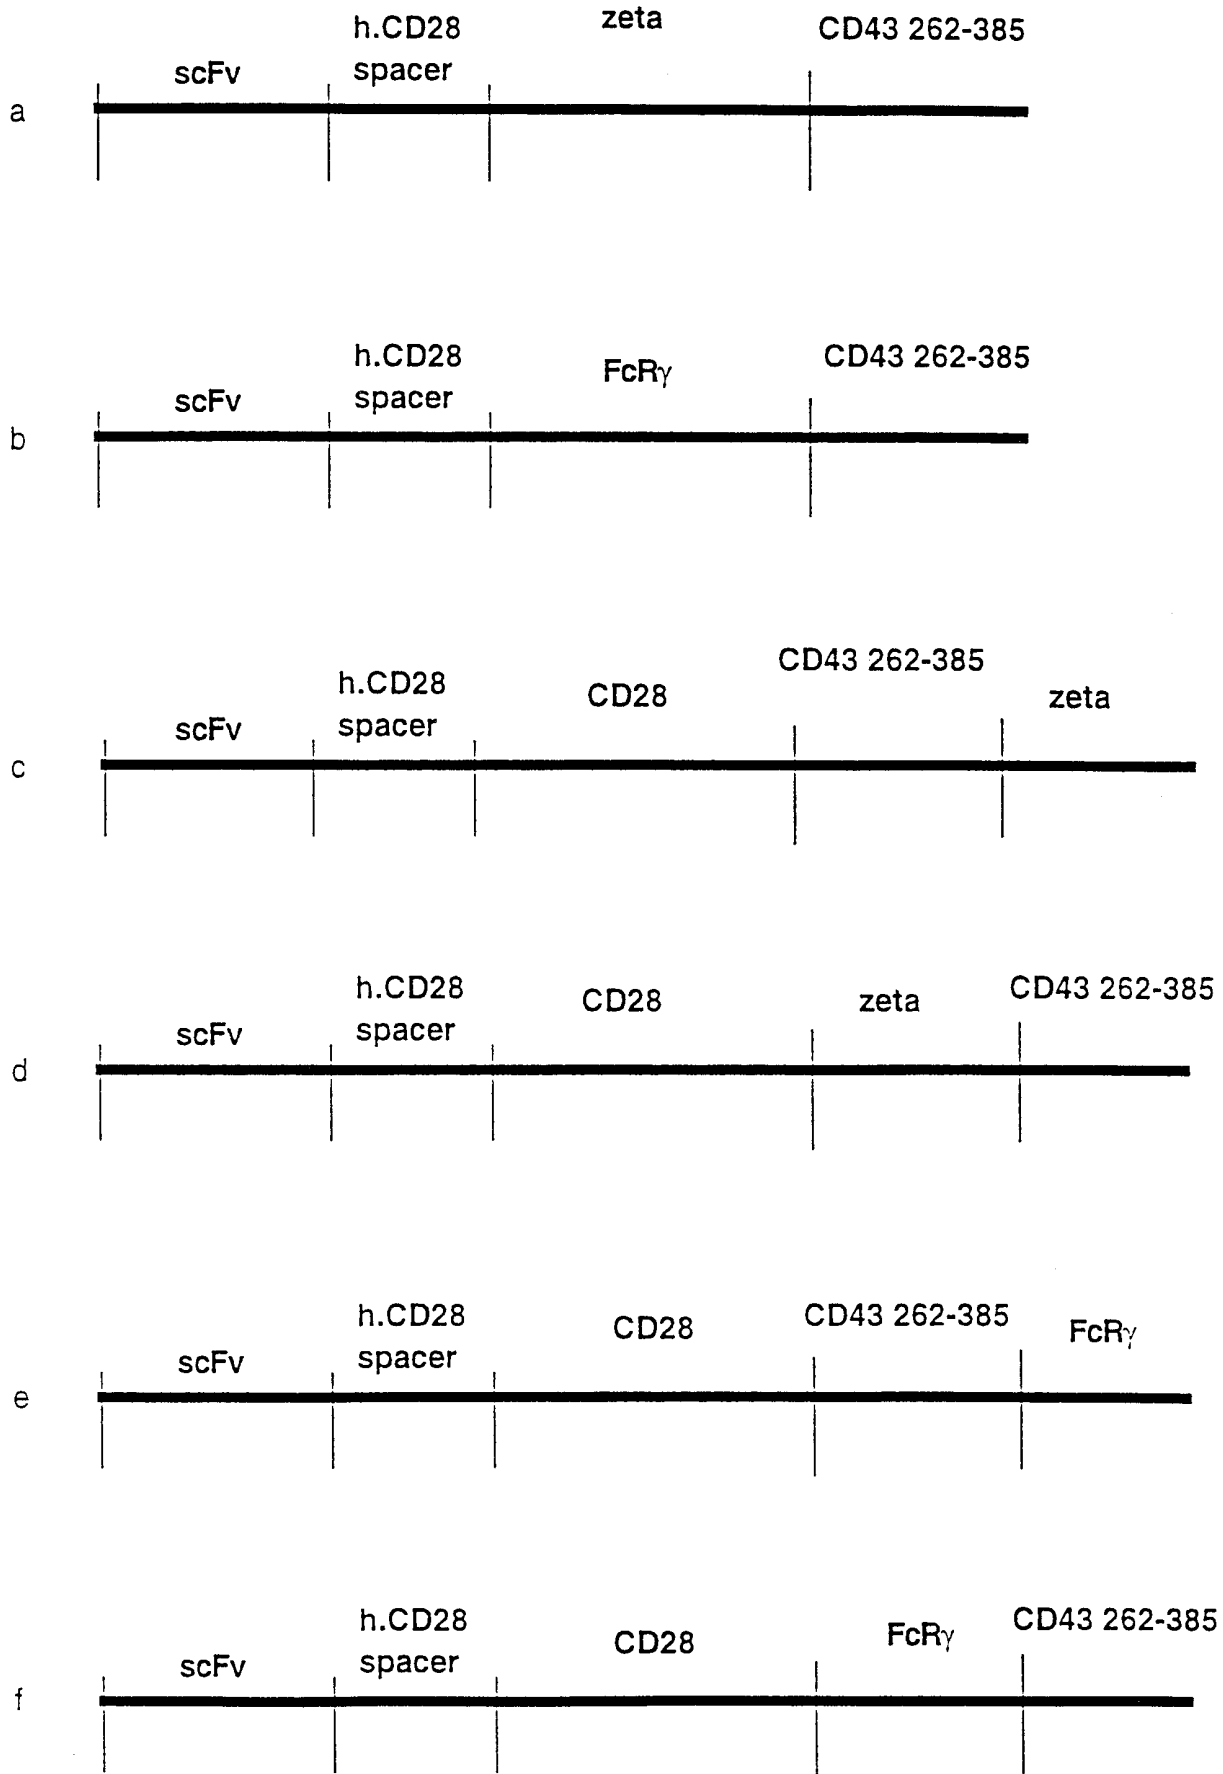 zeta
h.CD28
CD43 262-385
spacer
scFv
a
h.CD28
CD43 262-385
FcRγ
spacer
scFv
b
CD43 262-385
h.CD28
CD28
zeta
spacer
scFv
c
h.CD28
CD43 262-385
CD28
zeta
spacer
scFv
d
h.CD28
CD43 262-385
CD28
FcRγ
spacer
scFv
e
h.CD28
CD43 262-385
FcRγ
CD28
spacer
scFv
f